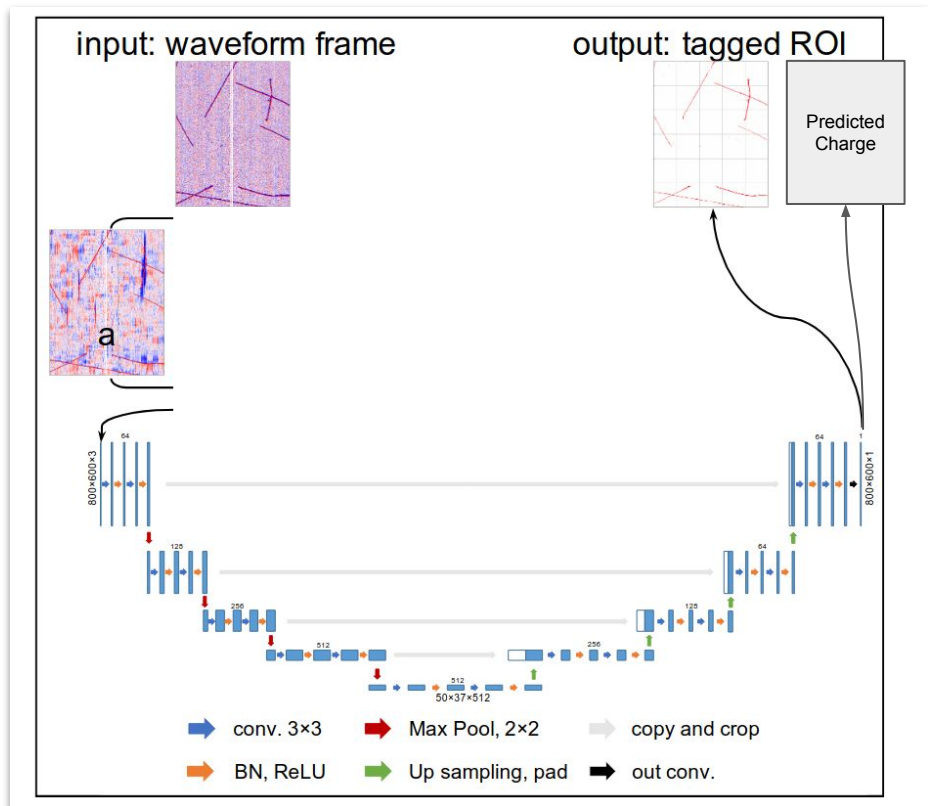 input: waveform frame
output: tagged ROI
Predicted
Charge
a
64
800×600×3
64
1
800×600×1
128
64
256
128
512
256
512
50×37×512
conv. 3×3
Max Pool, 2×2
copy and crop
BN, ReLU
Up sampling, pad
out conv.